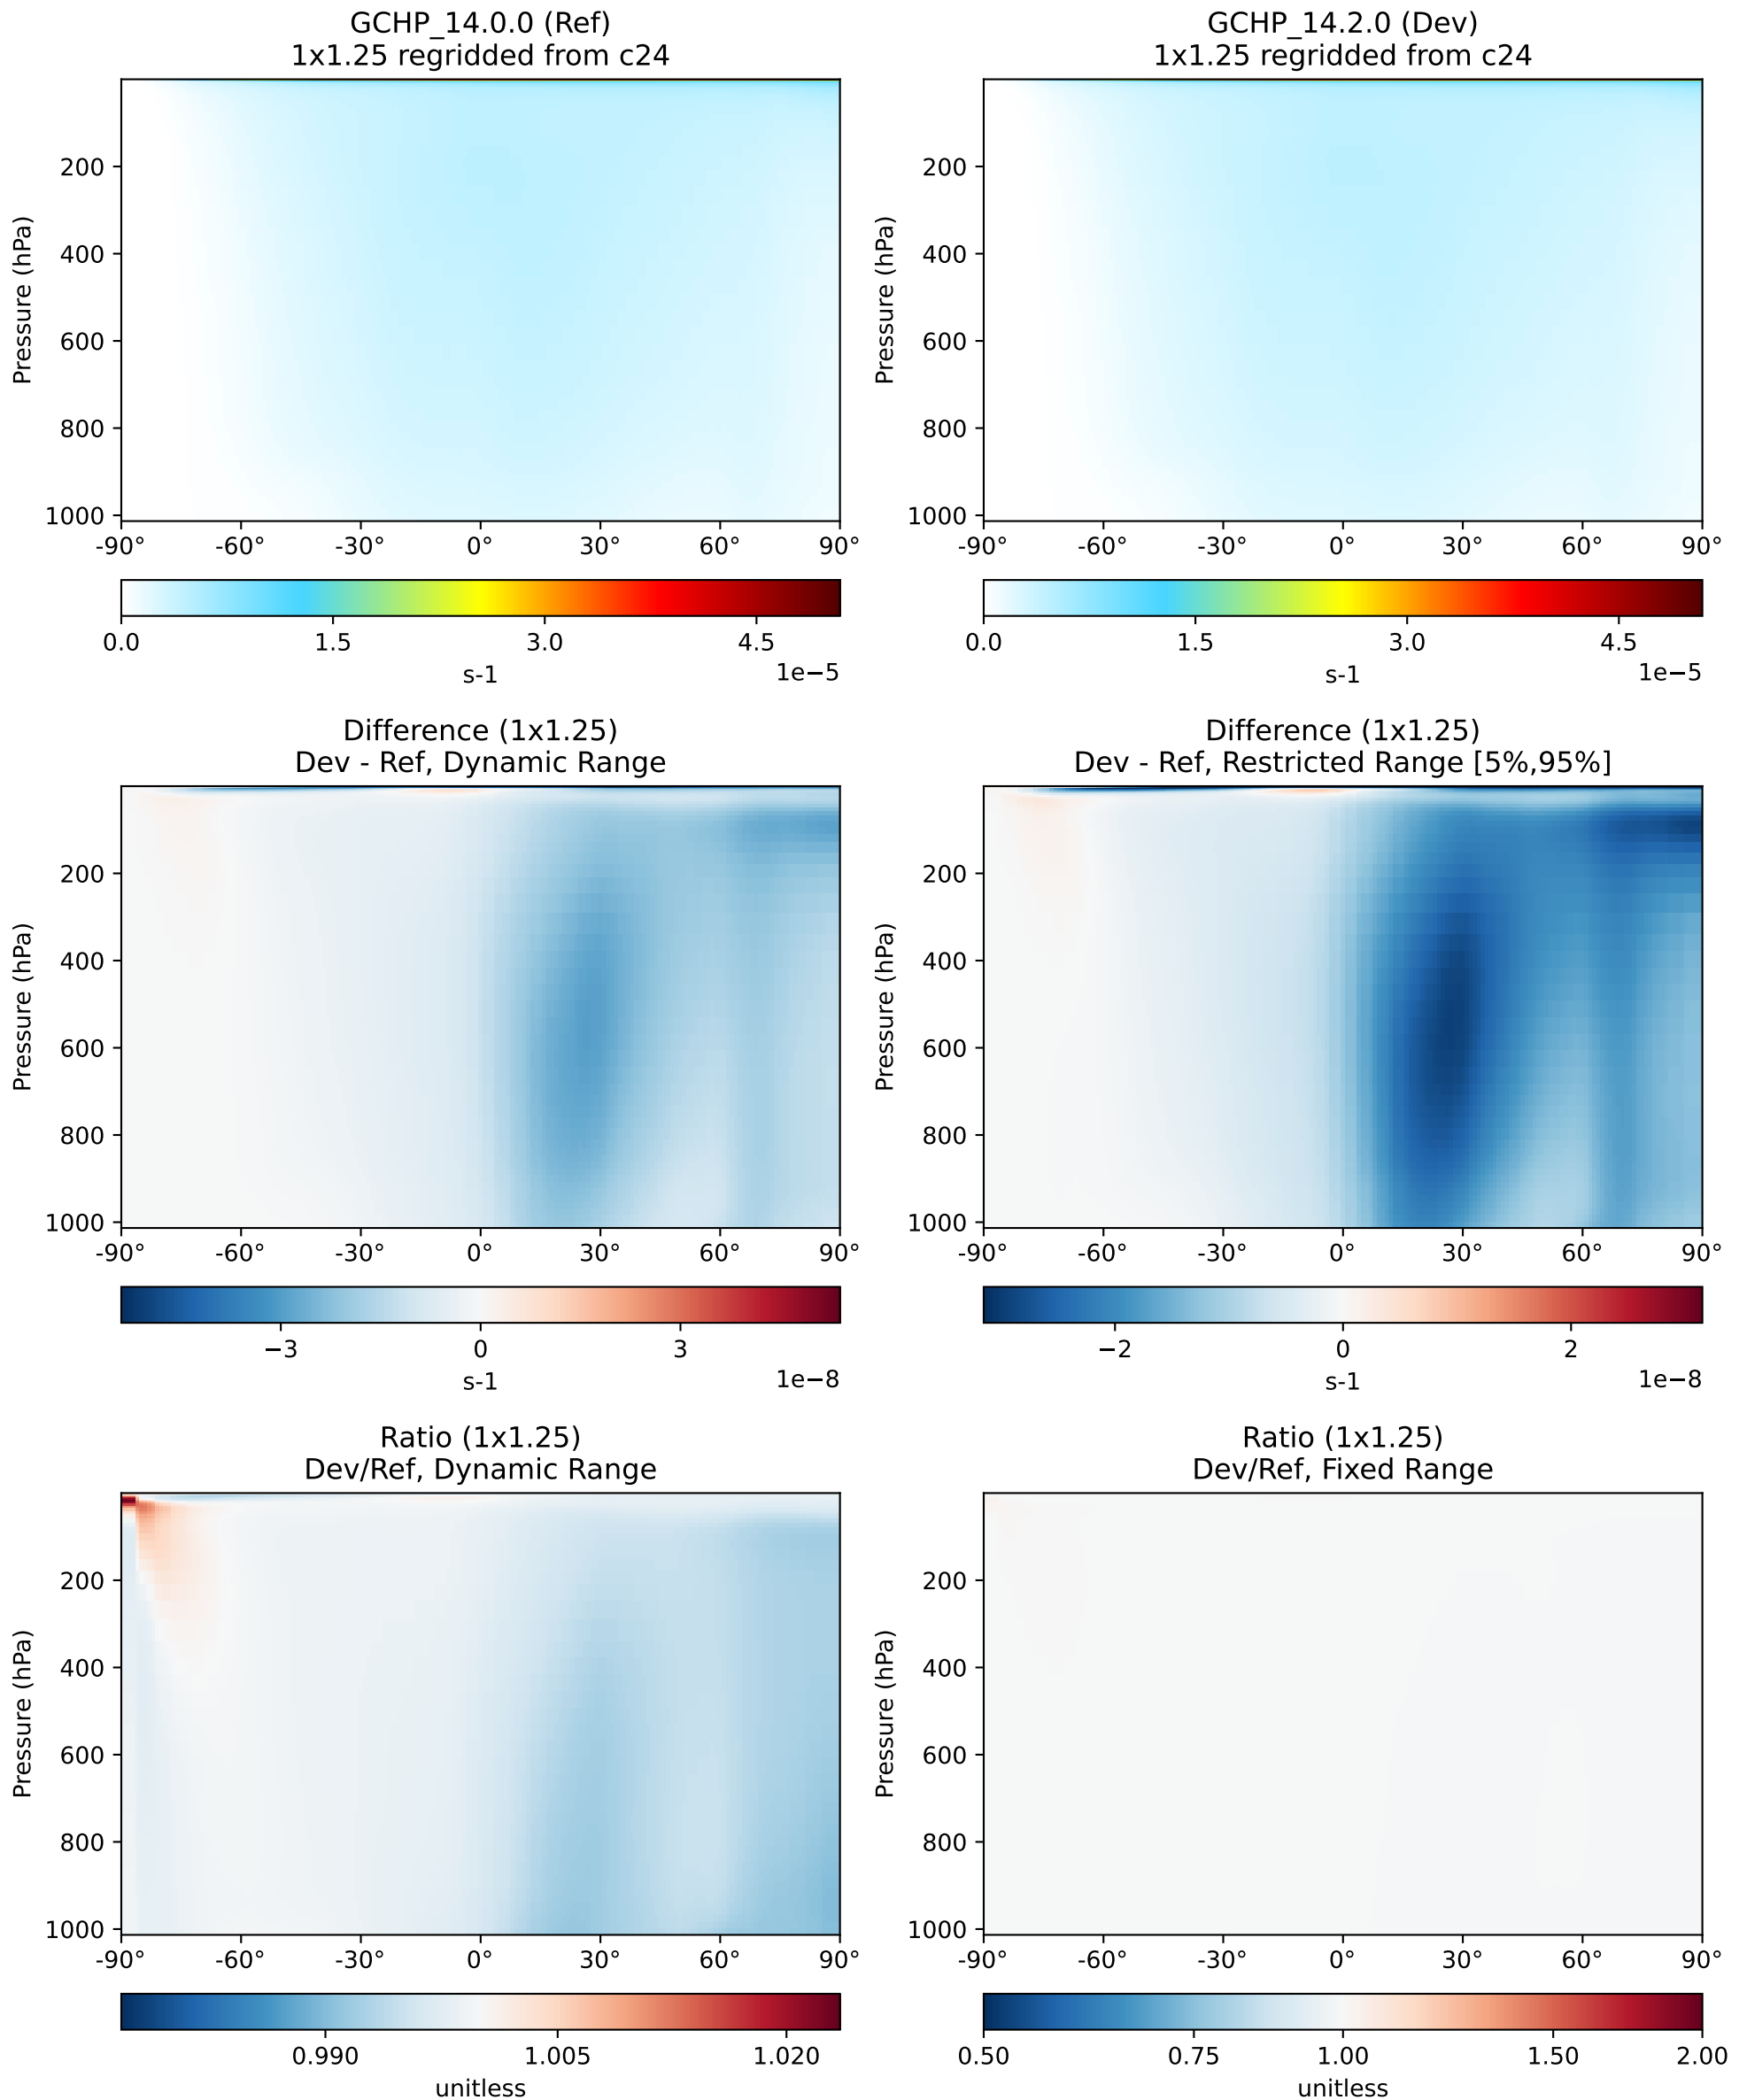 GCHP_14.0.0 (Ref)
1x1.25 regridded from c24
Pressure (hPa)
200
400
600
800
1000
-90° -60° -30° 0° 30° 60° 90°
0.0 1.5 3.0 4.5
1e−5
s-1
GCHP_14.2.0 (Dev)
1x1.25 regridded from c24
Pressure (hPa)
200
400
600
800
1000
-90° -60° -30° 0° 30° 60° 90°
0.0 1.5 3.0 4.5
1e−5
s-1
Difference (1x1.25)
Dev - Ref, Dynamic Range
Pressure (hPa)
200
400
600
800
1000
-90° -60° -30° 0° 30° 60° 90°
−3 0 3
1e−8
s-1
Difference (1x1.25)
Dev - Ref, Restricted Range [5%,95%]
Pressure (hPa)
200
400
600
800
1000
-90° -60° -30° 0° 30° 60° 90°
−2 0 2
1e−8
s-1
Ratio (1x1.25)
Dev/Ref, Dynamic Range
Pressure (hPa)
200
400
600
800
1000
-90° -60° -30° 0° 30° 60° 90°
0.990 1.005 1.020
unitless
Ratio (1x1.25)
Dev/Ref, Fixed Range
Pressure (hPa)
200
400
600
800
1000
-90° -60° -30° 0° 30° 60° 90°
0.50 0.75 1.00 1.50 2.00
unitless